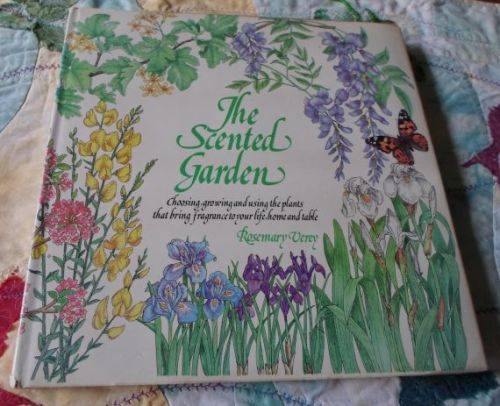 The
Scented
Garden
Choosing, growing and using the plants
that bring fragrance to your life, home and table
Rosemary Verey